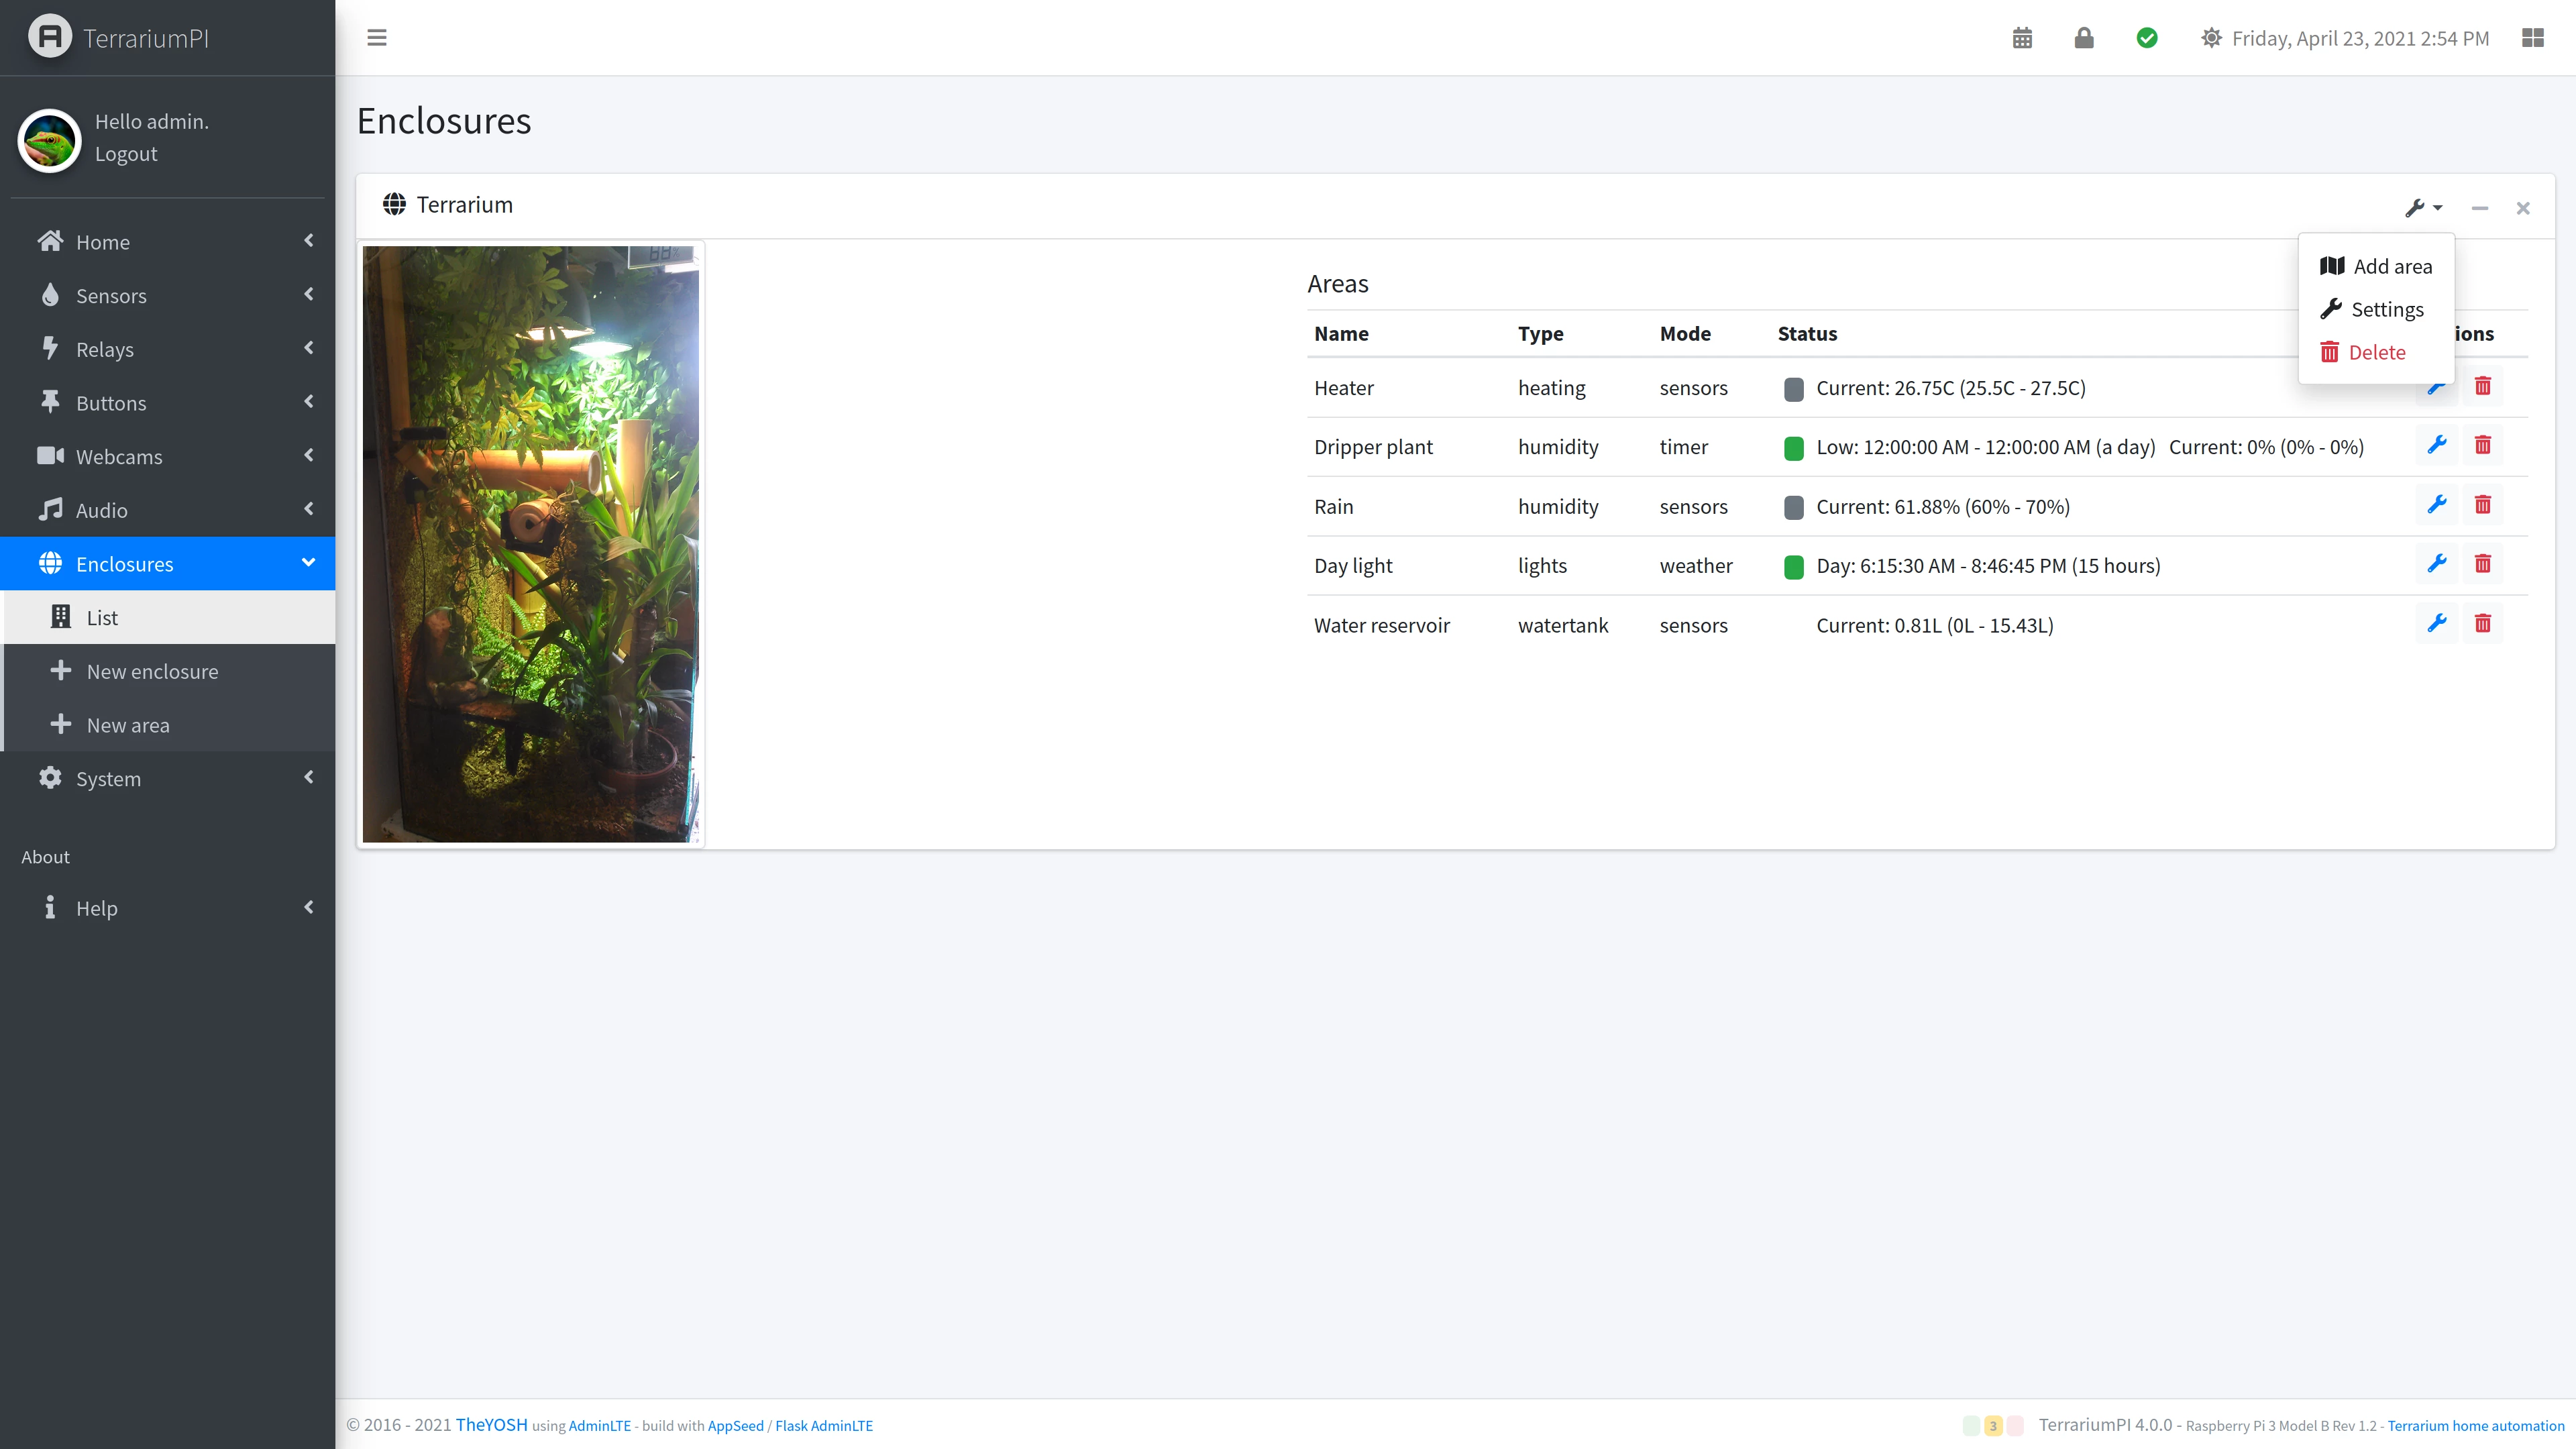 TerrariumPI
Friday, April 23, 2021 2:54 PM
Hello admin.
Logout
Home
Sensors
Relays
Buttons
Webcams
Audio
Enclosures
List
New enclosure
New area
System
About
Help
Enclosures
Terrarium
Add area
Settings
Delete
Areas
Name Type Mode Status ions
Heater heating sensors Current: 26.75C (25.5C - 27.5C)
Dripper plant humidity timer Low: 12:00:00 AM - 12:00:00 AM (a day) Current: 0% (0% - 0%)
Rain humidity sensors Current: 61.88% (60% - 70%)
Day light lights weather Day: 6:15:30 AM - 8:46:45 PM (15 hours)
Water reservoir watertank sensors Current: 0.81L (0L - 15.43L)
© 2016 - 2021 TheYOSH using AdminLTE - build with AppSeed / Flask AdminLTE
3 TerrariumPI 4.0.0 - Raspberry Pi 3 Model B Rev 1.2 - Terrarium home automation